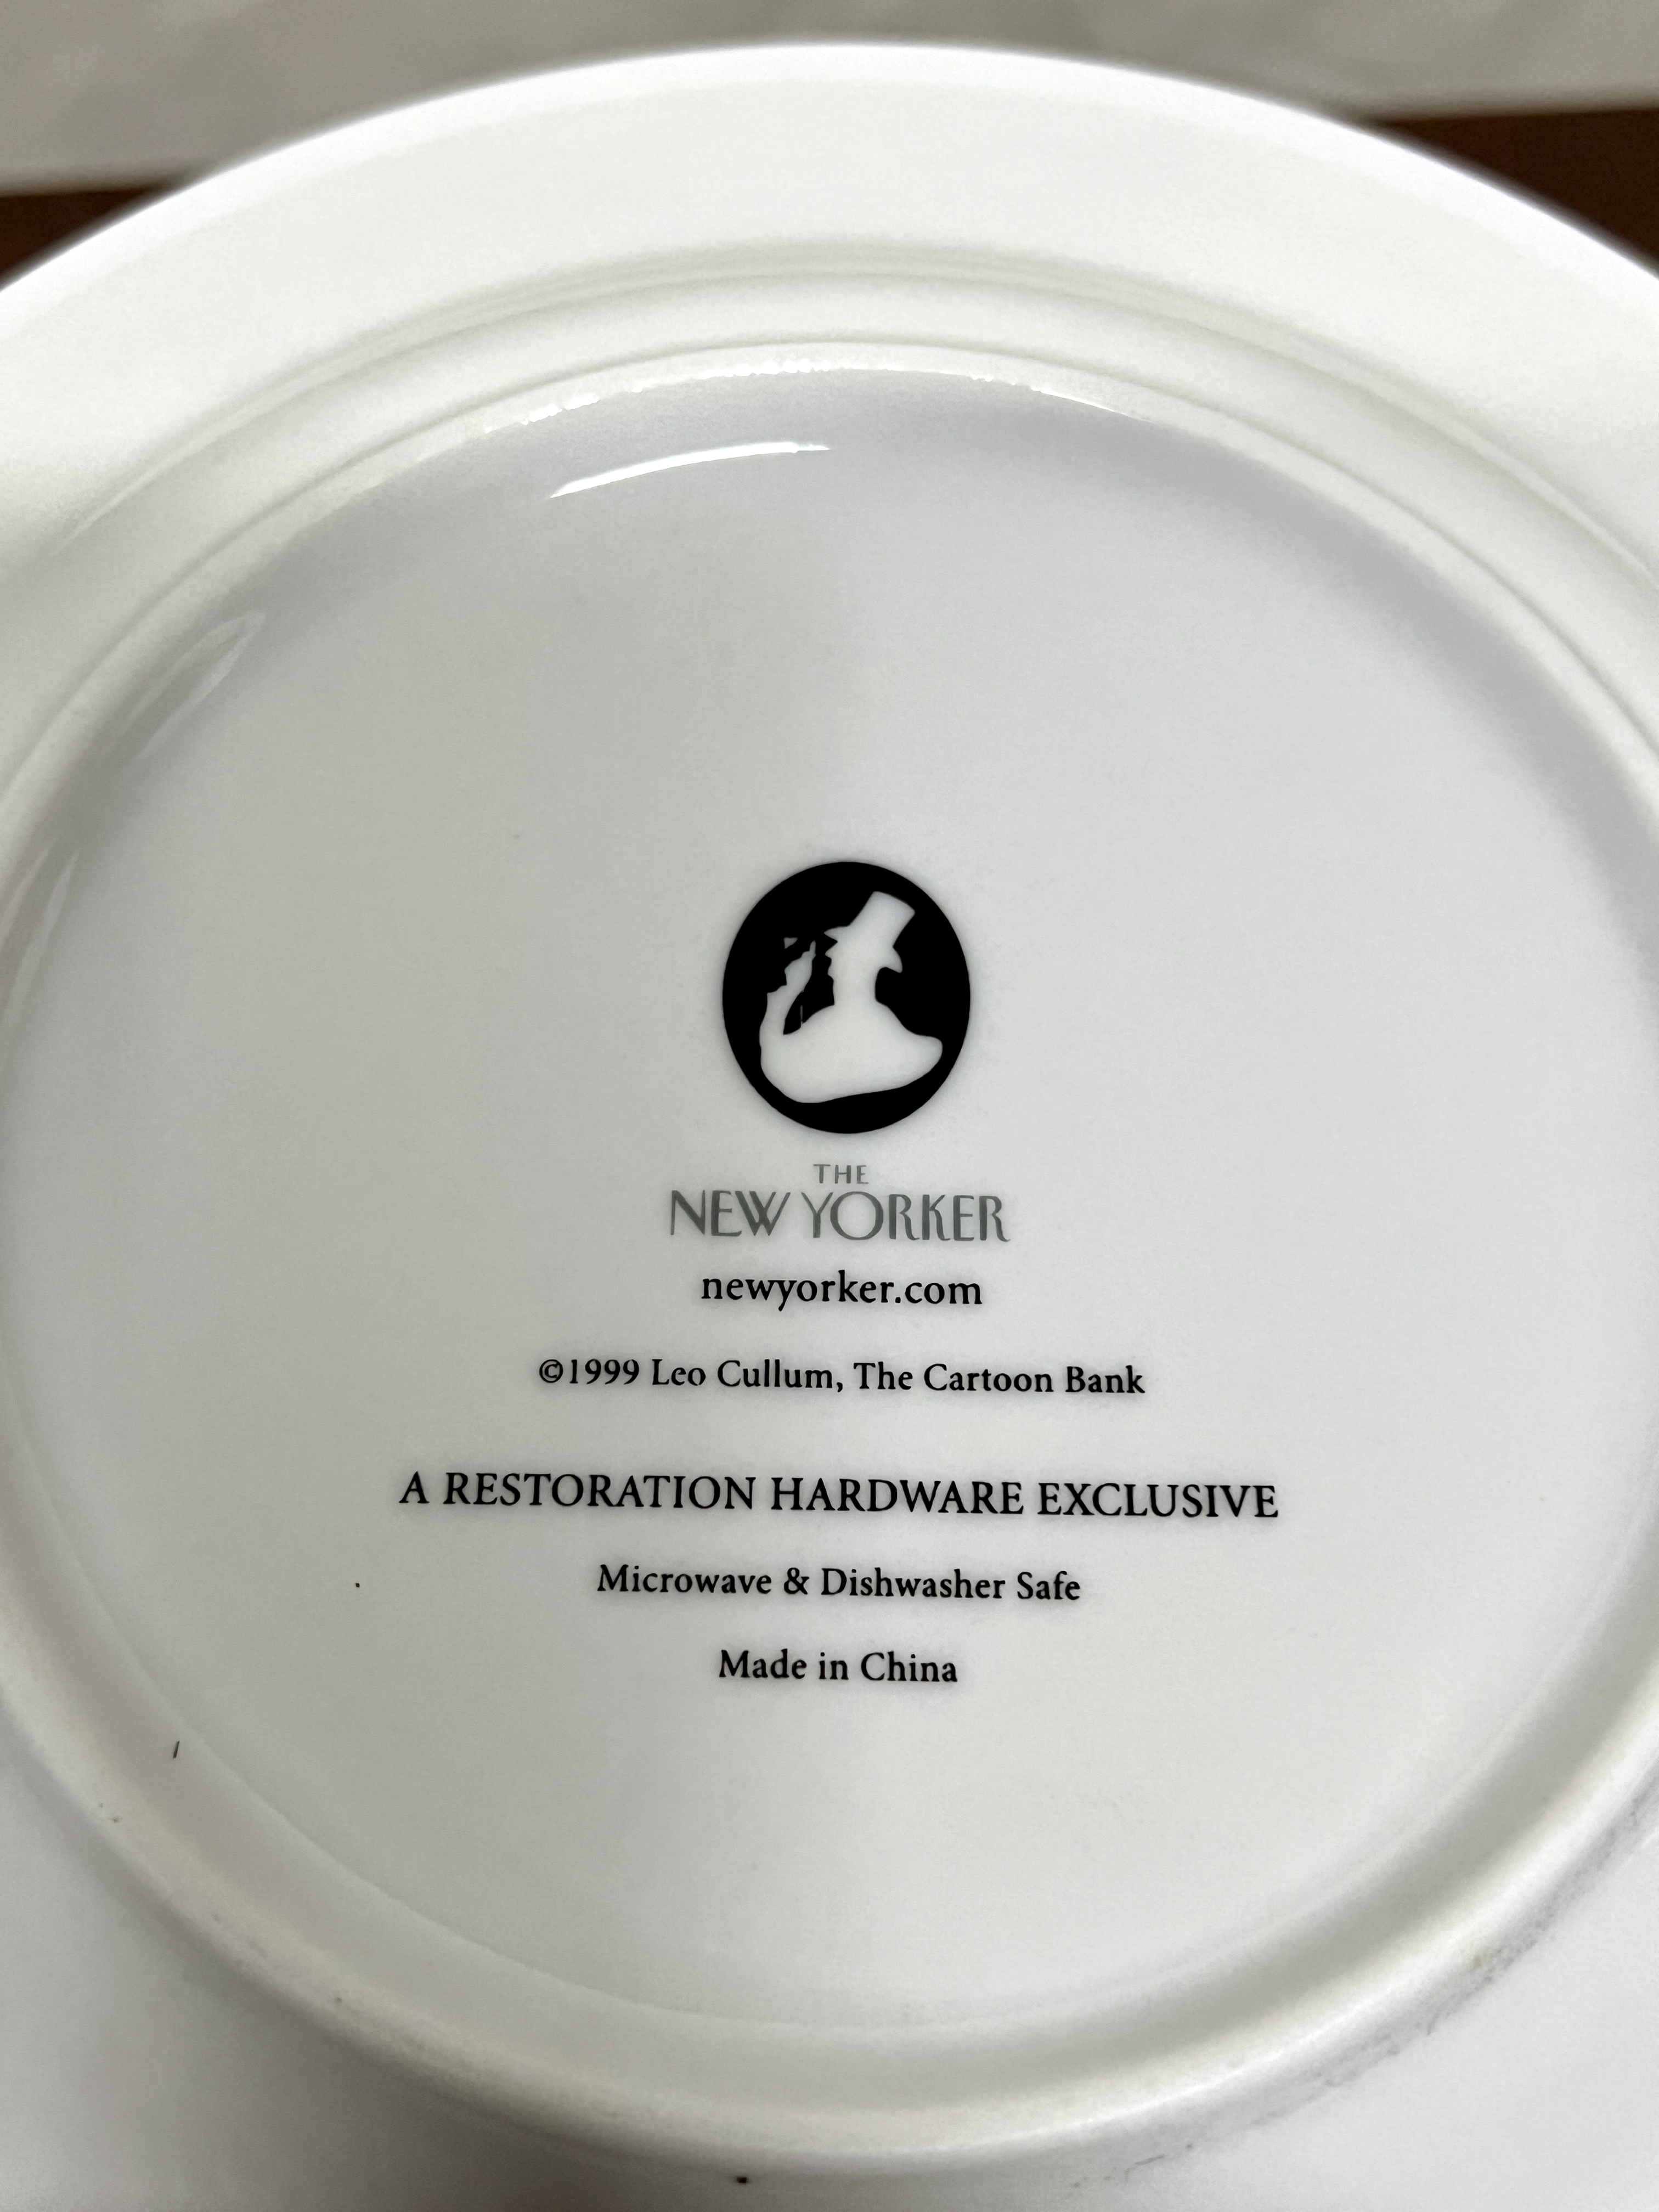 THE
NEW YORKER
newyorker.com
©1999 Leo Cullum, The Cartoon Bank
A RESTORATION HARDWARE EXCLUSIVE
Microwave & Dishwasher Safe
Made in China